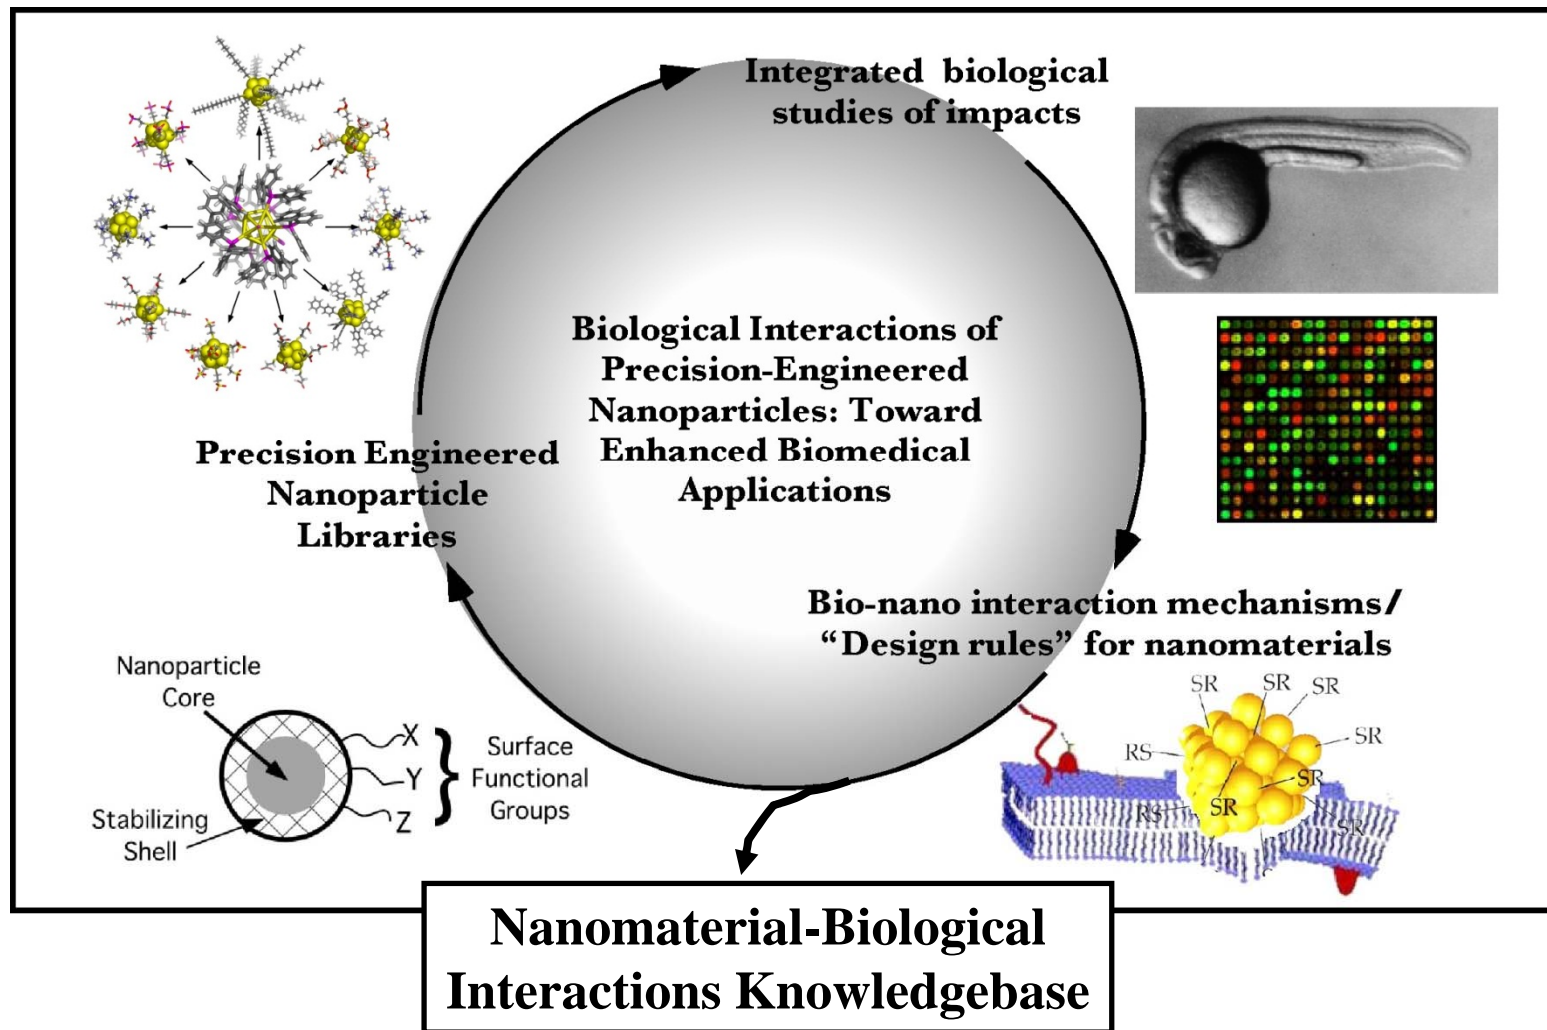 Integrated biological
studies of impacts
Biological Interactions of
Precision-Engineered
Nanoparticles: Toward
Enhanced Biomedical
Applications
Precision Engineered
Nanoparticle
Libraries
Bio-nano interaction mechanisms/
“Design rules” for nanomaterials
Nanoparticle
Core
Stabilizing
Shell
X
Y
Z
Surface
Functional
Groups
SR
SR
SR
RS
SR
SR
SR
RS
SR
Nanomaterial-Biological
Interactions Knowledgebase